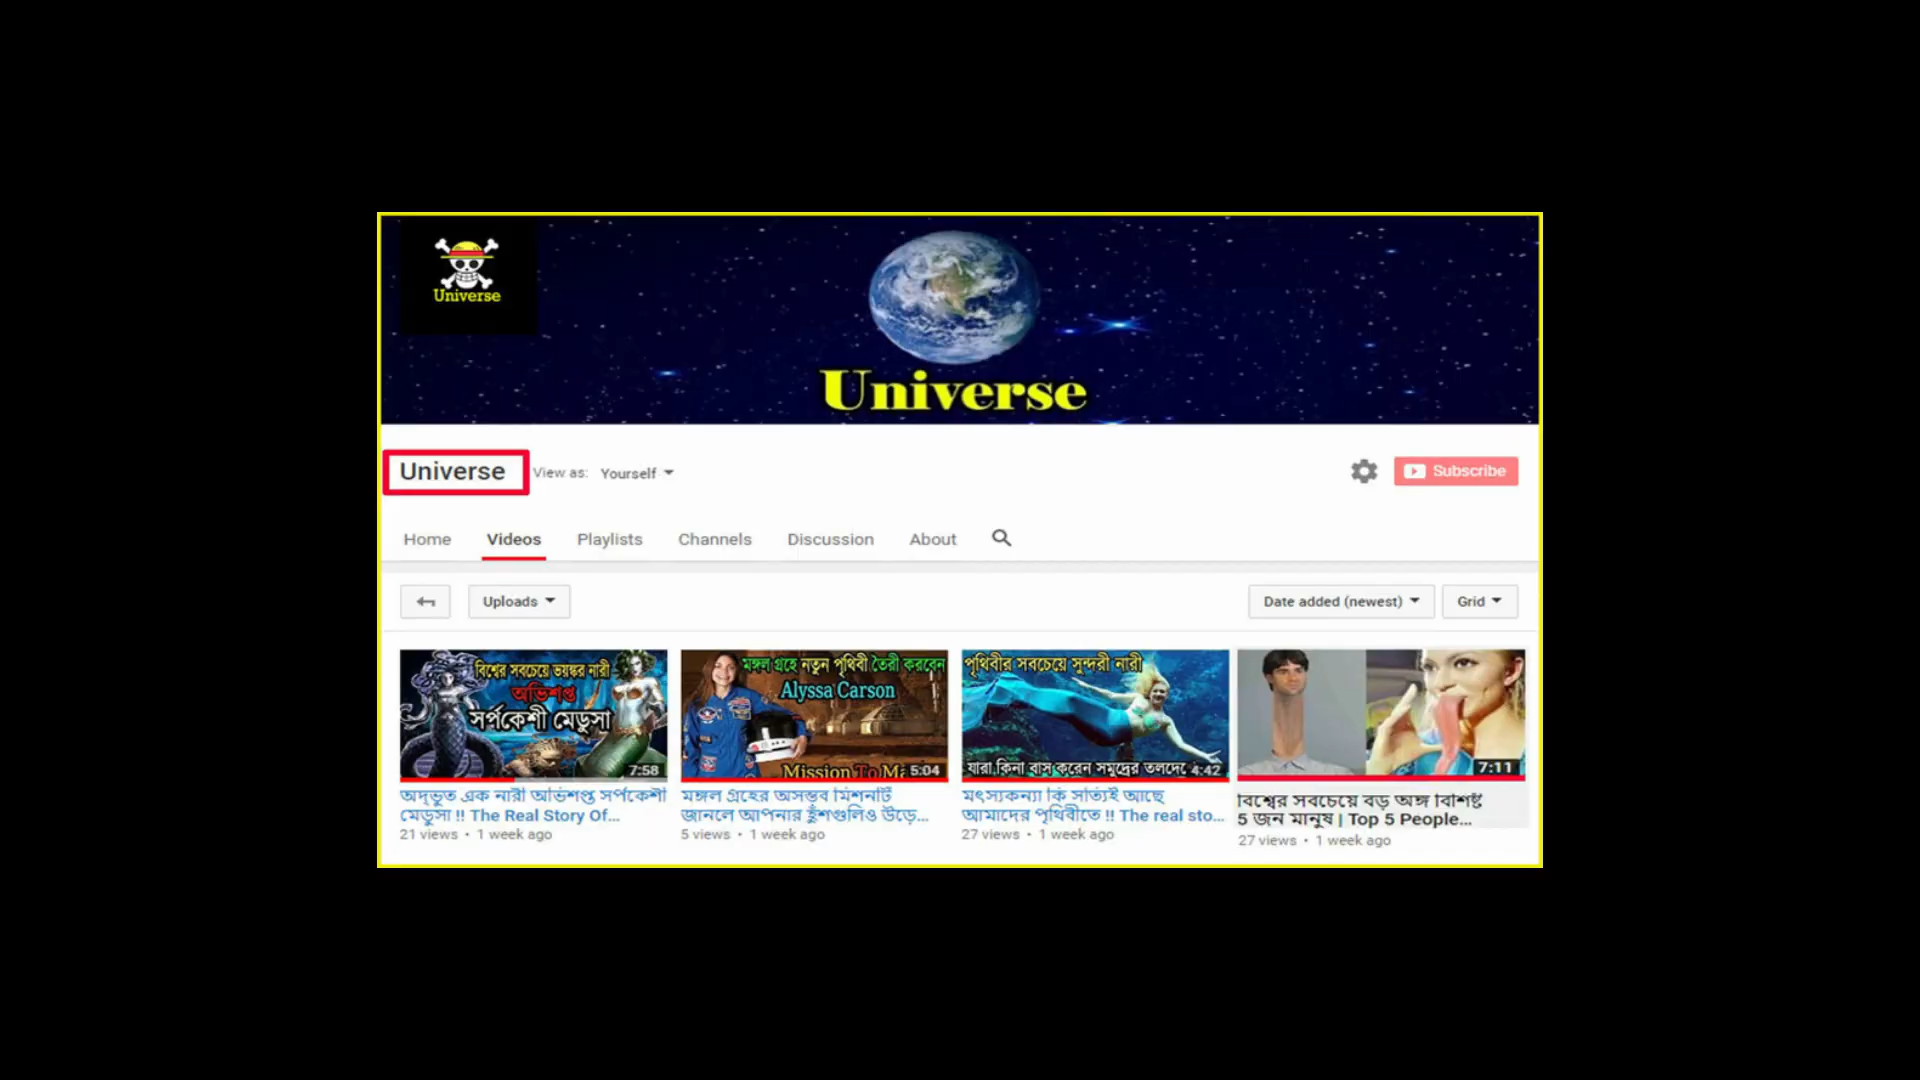 Universe
Universe
Universe
View as: Yourself
Subscribe
Home Videos Playlists Channels Discussion About
Uploads
Date added (newest) Grid
বিশ্বের সবচেয়ে ভয়ঙ্কর নারী
অভিশপ্ত
সর্পকেশী মেডুসা
7:58
মঙ্গল গ্রহে নতুন পৃথিবী তৈরী করবেন
Alyssa Carson
Mission To Ma
5:04
পৃথিবীর সবচেয়ে সুন্দরী নারী
যারা কিনা বাস করেন সমুদ্রের তলদে
4:42
7:11
অদ্ভুত এক নারী অভিশপ্ত সর্পকেশী
মেডুসা !! The Real Story Of...
21 views • 1 week ago
মঙ্গল গ্রহের অসম্ভব মিশনটি
জানলে আপনার হুঁশগুলিও উড়ে...
5 views • 1 week ago
মৎস্যকন্যা কি সত্যিই আছে
আমাদের পৃথিবীতে !! The real sto...
27 views • 1 week ago
বিশ্বের সবচেয়ে বড় অঙ্গ বিশিষ্ট
5 জন মানুষ | Top 5 People...
27 views • 1 week ago